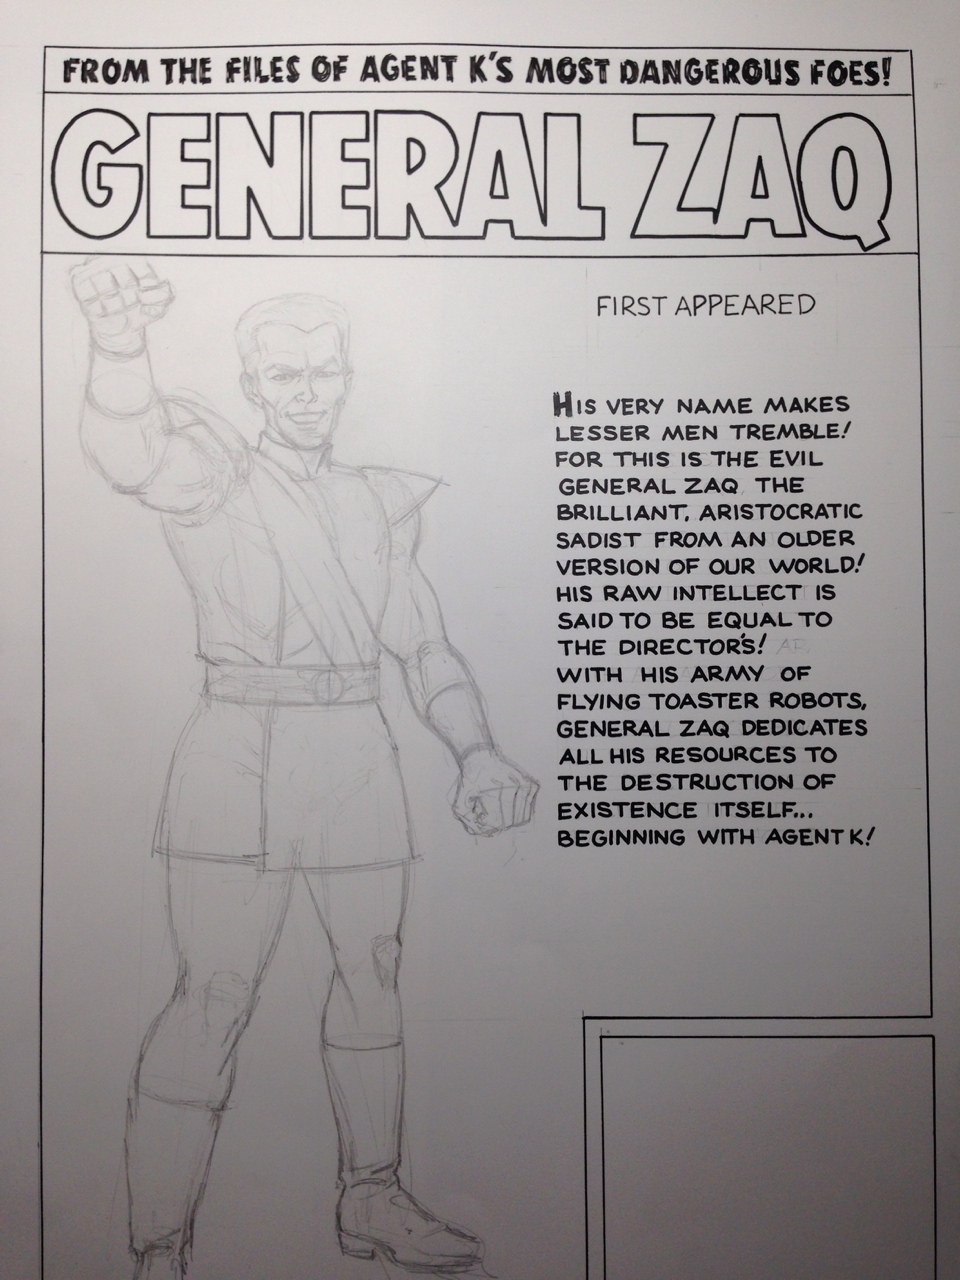 FROM THE FILES OF AGENT K'S MOST DANGEROUS FOES!
GENERAL ZAQ
FIRST APPEARED
HIS VERY NAME MAKES
LESSER MEN TREMBLE!
FOR THIS IS THE EVIL
GENERAL ZAQ, THE
BRILLIANT, ARISTOCRATIC
SADIST FROM AN OLDER
VERSION OF OUR WORLD!
HIS RAW INTELLECT IS
SAID TO BE EQUAL TO
THE DIRECTOR'S!
WITH HIS ARMY OF
FLYING TOASTER ROBOTS,
GENERAL ZAQ DEDICATES
ALL HIS RESOURCES TO
THE DESTRUCTION OF
EXISTENCE ITSELF...
BEGINNING WITH AGENT K!